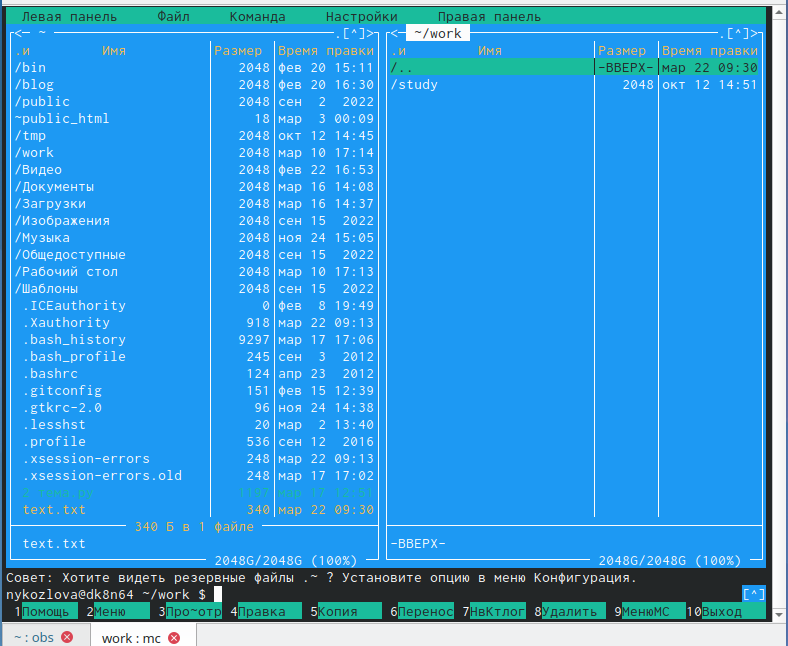 Левая панель Файл Команда Настройки Правая панель
<─ ~ ─.[^]> <─ ~/work ─.[^]>
.и Имя Размер Время правки .и Имя Размер Время правки
/bin 2048 фев 20 15:11 /.. -ВВЕРХ- мар 22 09:30
/blog 2048 фев 20 16:30 /study 2048 окт 12 14:51
/public 2048 сен 2 2022
~public_html 18 мар 3 00:09
/tmp 2048 окт 12 14:45
/work 2048 мар 10 17:14
/Видео 2048 фев 22 16:53
/Документы 2048 мар 16 14:08
/Загрузки 2048 мар 16 14:37
/Изображения 2048 сен 15 2022
/Музыка 2048 ноя 24 15:05
/Общедоступные 2048 сен 15 2022
/Рабочий стол 2048 мар 10 17:13
/Шаблоны 2048 сен 15 2022
.ICEauthority 0 фев 8 19:49
.Xauthority 918 мар 22 09:13
.bash_history 9297 мар 17 17:06
.bash_profile 245 сен 3 2012
.bashrc 124 апр 23 2012
.gitconfig 151 фев 15 12:39
.gtkrc-2.0 96 ноя 24 14:38
.lesshst 20 мар 2 13:40
.profile 536 сен 12 2016
.xsession-errors 248 мар 22 09:13
.xsession-errors.old 248 мар 17 17:02
2 тема.py 1197 мар 17 12:51
text.txt 340 мар 22 09:30
340 Б в 1 файле
text.txt -ВВЕРХ-
2048G/2048G (100%) 2048G/2048G (100%)
Совет: Хотите видеть резервные файлы .~ ? Установите опцию в меню Конфигурация.
nykozlova@dk8n64 ~/work $ [^]
1Помощь 2Меню 3Про~отр 4Правка 5Копия 6Перенос 7НвКтлог 8Удалить 9МенюMC 10Выход
~ : obs work : mc